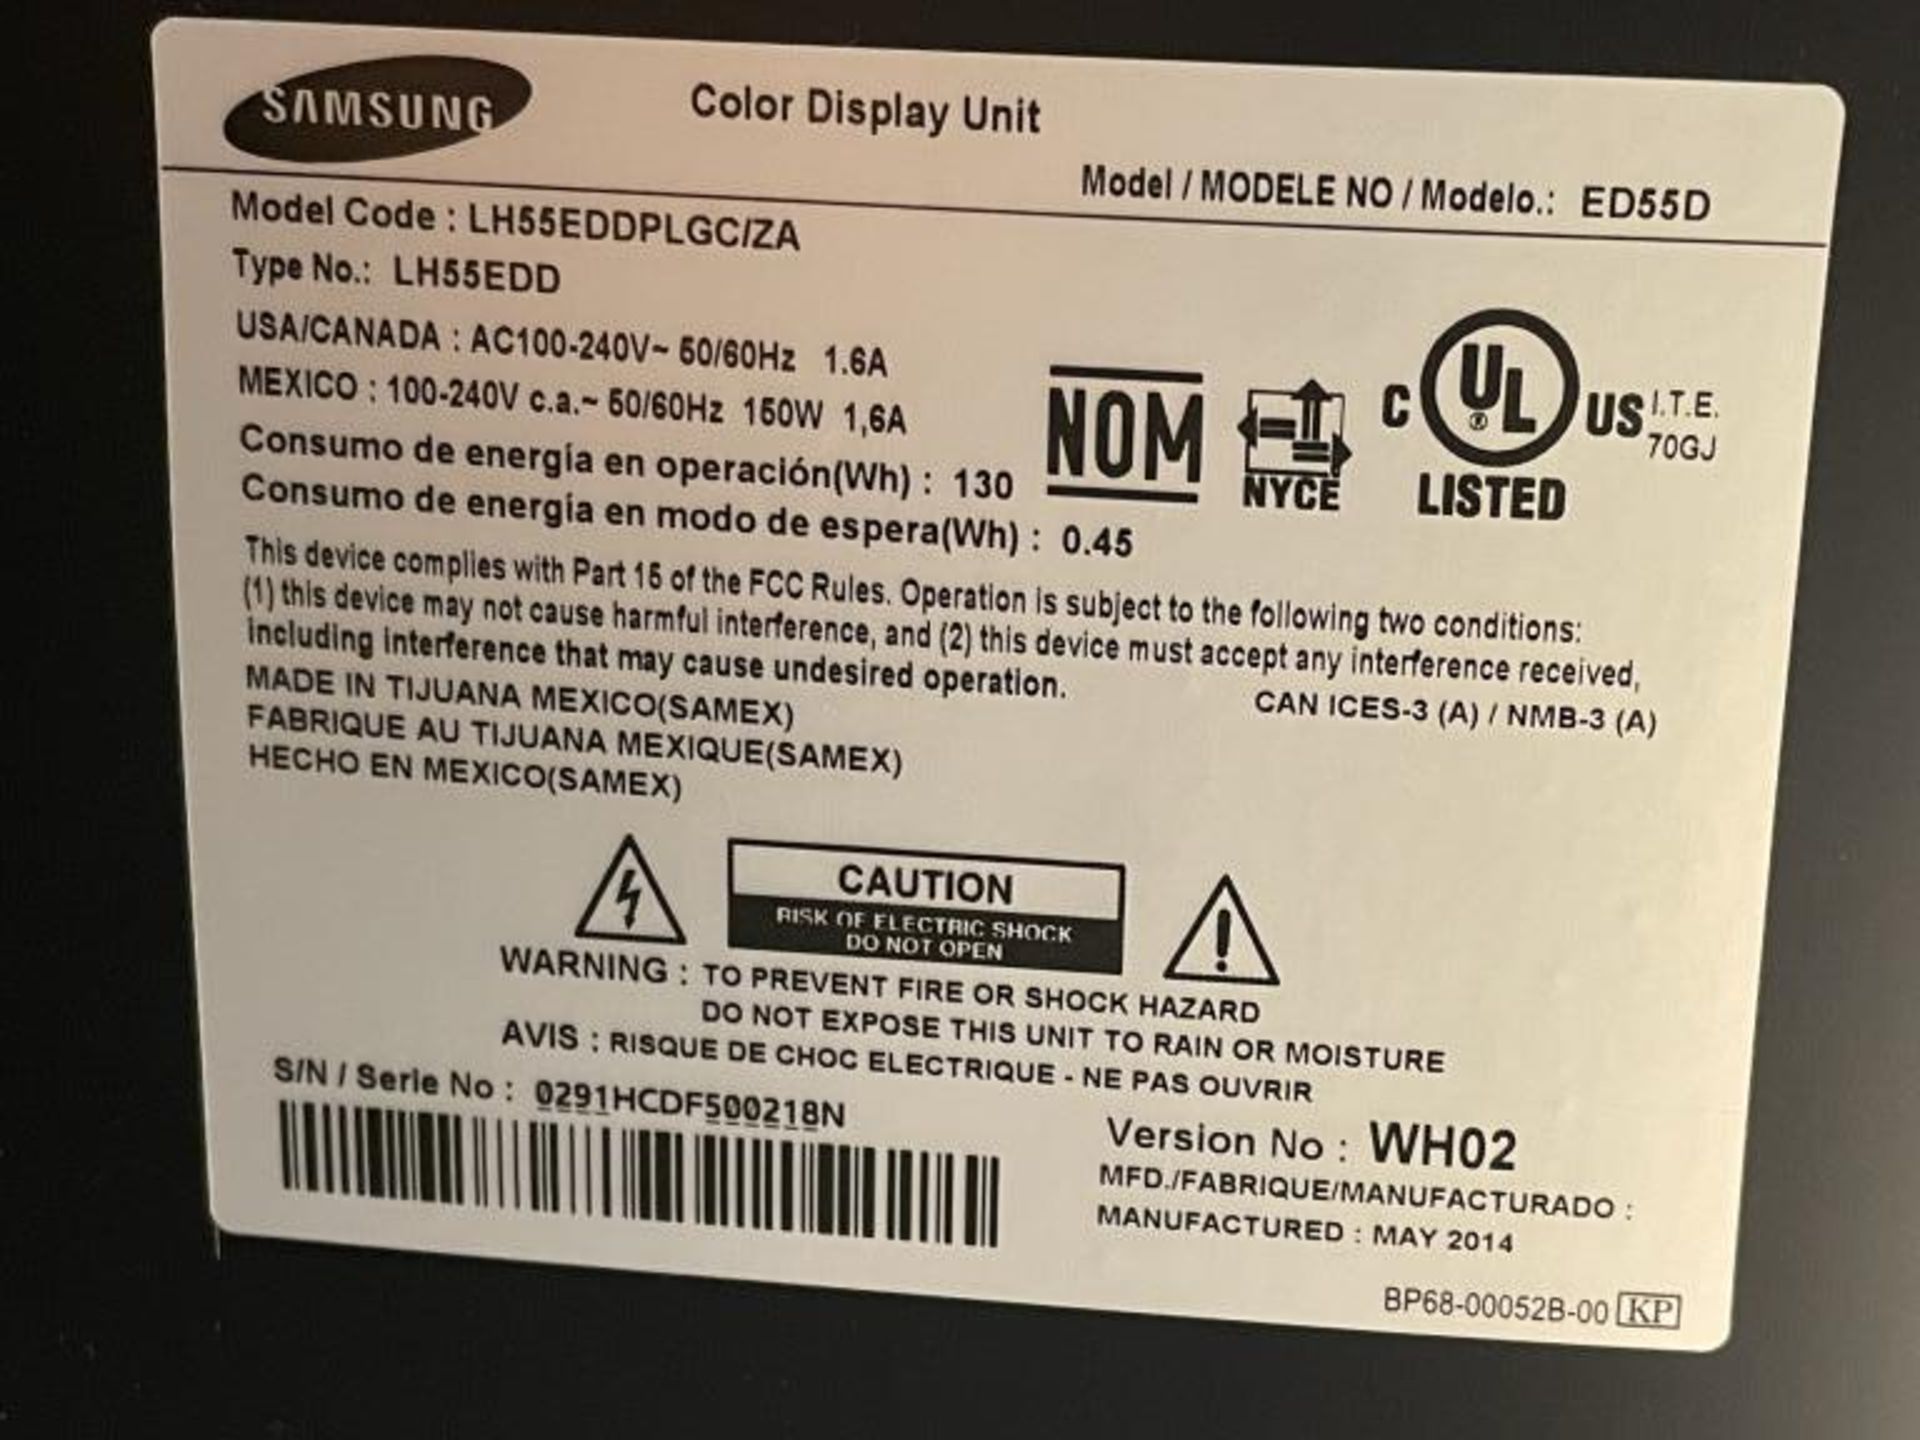 SAMSUNG
Color Display Unit
Model / MODELE NO / Modelo.: ED55D
Model Code : LH55EDDPLGC/ZA
Type No.: LH55EDD
USA/CANADA : AC100-240V~ 50/60Hz 1.6A
MEXICO : 100-240V c.a.~ 50/60Hz 150W 1,6A
Consumo de energía en operación(Wh) : 130
Consumo de energía en modo de espera(Wh) : 0.45
NOM
NYCE
C UL ® US
LISTED
I.T.E.
70GJ
This device complies with Part 15 of the FCC Rules. Operation is subject to the following two conditions:
(1) this device may not cause harmful interference, and (2) this device must accept any interference received,
including interference that may cause undesired operation.
CAN ICES-3 (A) / NMB-3 (A)
MADE IN TIJUANA MEXICO(SAMEX)
FABRIQUE AU TIJUANA MEXIQUE(SAMEX)
HECHO EN MEXICO(SAMEX)
CAUTION
RISK OF ELECTRIC SHOCK
DO NOT OPEN
WARNING : TO PREVENT FIRE OR SHOCK HAZARD
DO NOT EXPOSE THIS UNIT TO RAIN OR MOISTURE
AVIS : RISQUE DE CHOC ELECTRIQUE - NE PAS OUVRIR
S/N / Serie No : 0291HCDF500218N
Version No : WH02
MFD./FABRIQUE/MANUFACTURADO :
MANUFACTURED : MAY 2014
BP68-00052B-00 KP